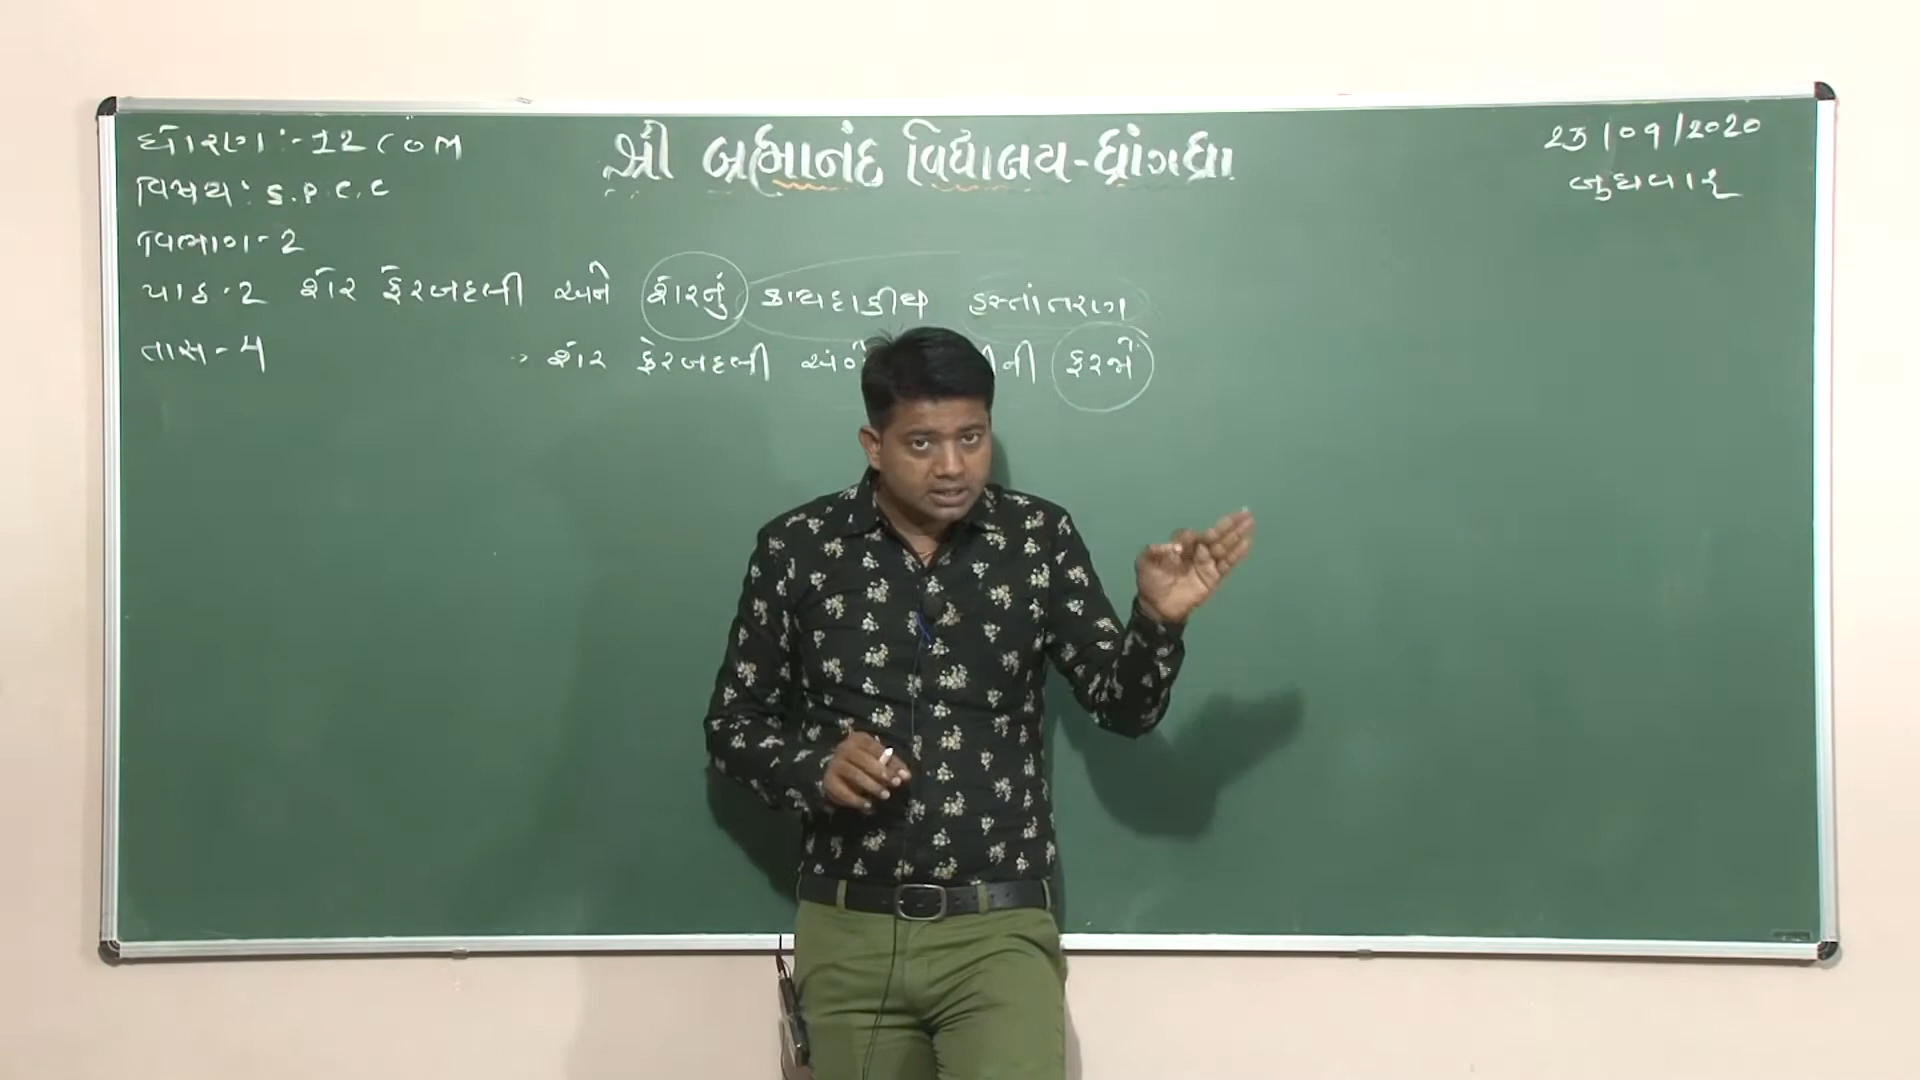 શ્રી બ્રહ્માનંદ વિદ્યાલય-ધ્રાંગધ્રા
ધોરણ :- 12 COM
વિષય : S.P.C.C
વિભાગ-2
23/09/2020
બુધવાર
પાઠ-2 શેર ફેરબદલી અને શેરનું કાયદાકીય હસ્તાંતરણ
તાસ-4
શેર ફેરબદલી અંગે ની ફરજો